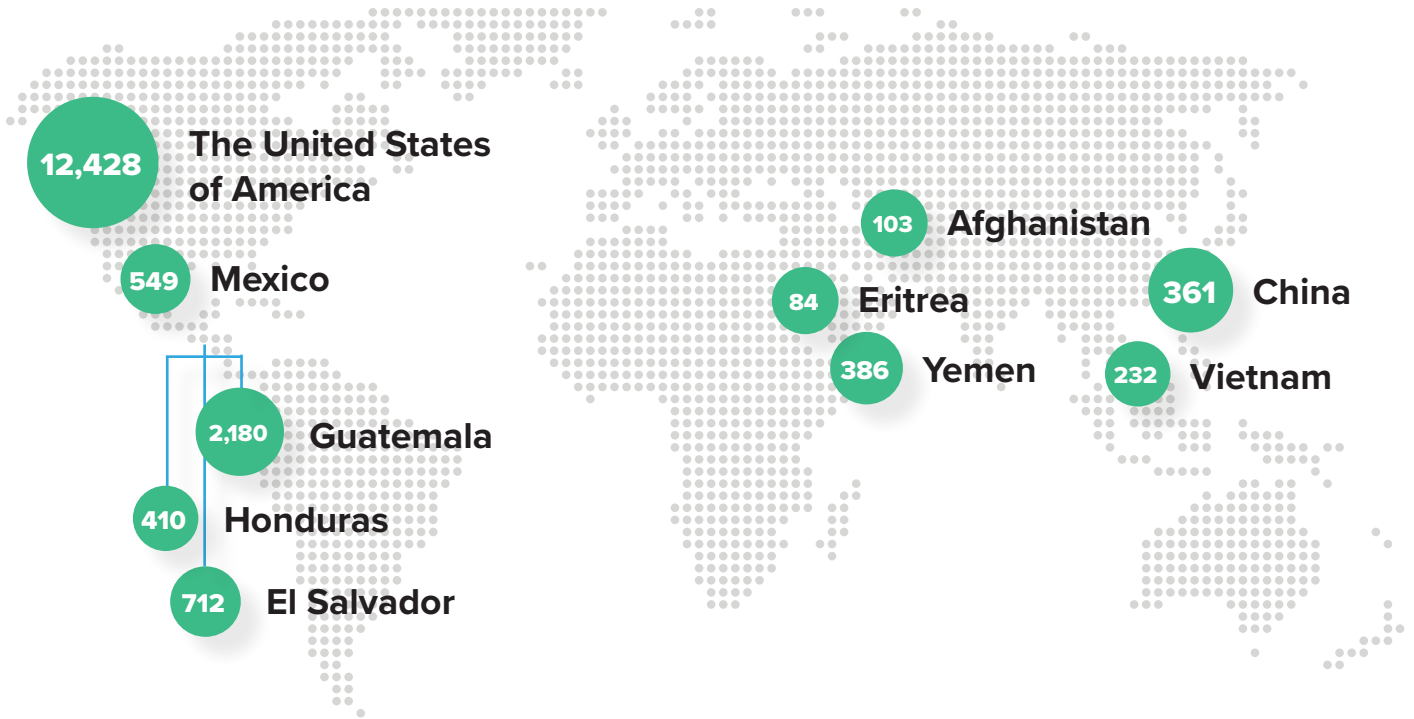 12,428
The United States
of America
549
Mexico
2,180
Guatemala
410
Honduras
712
El Salvador
103
Afghanistan
84
Eritrea
386
Yemen
361
China
232
Vietnam